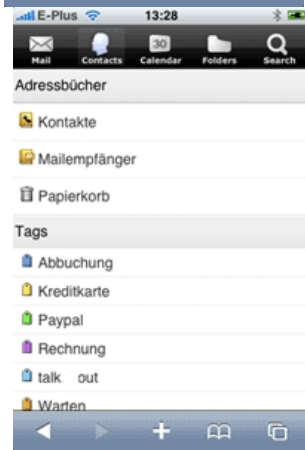 E-Plus 13:28
30
Mail Contacts Calendar Folders Search
Adressbücher
Kontakte
Mailempfänger
Papierkorb
Tags
Abbuchung
Kreditkarte
Paypal
Rechnung
talk out
Warten